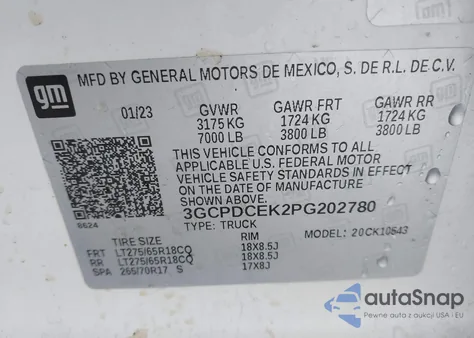 gm
MFD BY GENERAL MOTORS DE MEXICO, S. DE R.L. DE C.V.
01/23 GVWR GAWR FRT GAWR RR
3175 KG 1724 KG 1724 KG
7000 LB 3800 LB 3800 LB
THIS VEHICLE CONFORMS TO ALL
APPLICABLE U.S. FEDERAL MOTOR
VEHICLE SAFETY STANDARDS IN EFFECT
ON THE DATE OF MANUFACTURE SHOWN ABOVE.
3GCPDCEK2PG202780
8624
TYPE: TRUCK MODEL: 20CK10543
TIRE SIZE RIM
FRT LT275/65R18CQ 18X8.5J
RR LT275/65R18CQ 18X8.5J
SPA 265/70R17 S 17X8J
autoSnap
Pewne auta z USA i EU